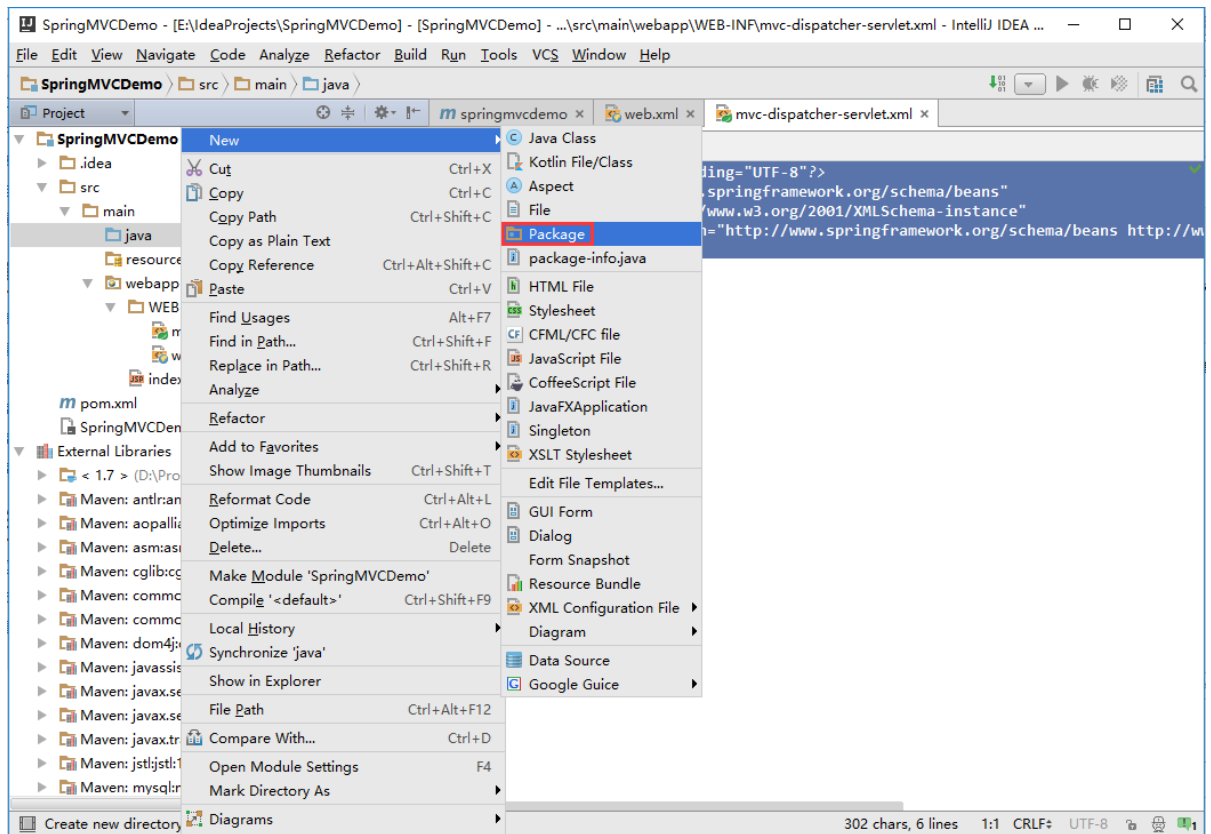 SpringMVCDemo - [E:\IdeaProjects\SpringMVCDemo] - [SpringMVCDemo] - ...\src\main\webapp\WEB-INF\mvc-dispatcher-servlet.xml - IntelliJ IDEA ...
File Edit View Navigate Code Analyze Refactor Build Run Tools VCS Window Help
SpringMVCDemo src main java
Project
m springmvcdemo × web.xml × mvc-dispatcher-servlet.xml ×
SpringMVCDemo
.idea
src
main
java
resource
webapp
WEB
index
m pom.xml
SpringMVCDem
External Libraries
< 1.7 > (D:\Pro
Maven: antlr:an
Maven: aopallia
Maven: asm:asm
Maven: cglib:cg
Maven: commo
Maven: commo
Maven: dom4j:
Maven: javassis
Maven: javax.se
Maven: javax.se
Maven: javax.tr
Maven: jstl:jstl:1
Maven: mysql:m
New
Cut Ctrl+X
Copy Ctrl+C
Copy Path Ctrl+Shift+C
Copy as Plain Text
Copy Reference Ctrl+Alt+Shift+C
Paste Ctrl+V
Find Usages Alt+F7
Find in Path... Ctrl+Shift+F
Replace in Path... Ctrl+Shift+R
Analyze
Refactor
Add to Favorites
Show Image Thumbnails Ctrl+Shift+T
Reformat Code Ctrl+Alt+L
Optimize Imports Ctrl+Alt+O
Delete... Delete
Make Module 'SpringMVCDemo'
Compile '<default>' Ctrl+Shift+F9
Local History
Synchronize 'java'
Show in Explorer
File Path Ctrl+Alt+F12
Compare With... Ctrl+D
Open Module Settings F4
Mark Directory As
Diagrams
Java Class
Kotlin File/Class
Aspect
File
Package
package-info.java
HTML File
Stylesheet
CFML/CFC file
JavaScript File
CoffeeScript File
JavaFXApplication
Singleton
XSLT Stylesheet
Edit File Templates...
GUI Form
Dialog
Form Snapshot
Resource Bundle
XML Configuration File
Diagram
Data Source
Google Guice
ding="UTF-8"?>
.springframework.org/schema/beans"
/www.w3.org/2001/XMLSchema-instance"
n="http://www.springframework.org/schema/beans http://w
Create new directory
302 chars, 6 lines 1:1 CRLF UTF-8 1